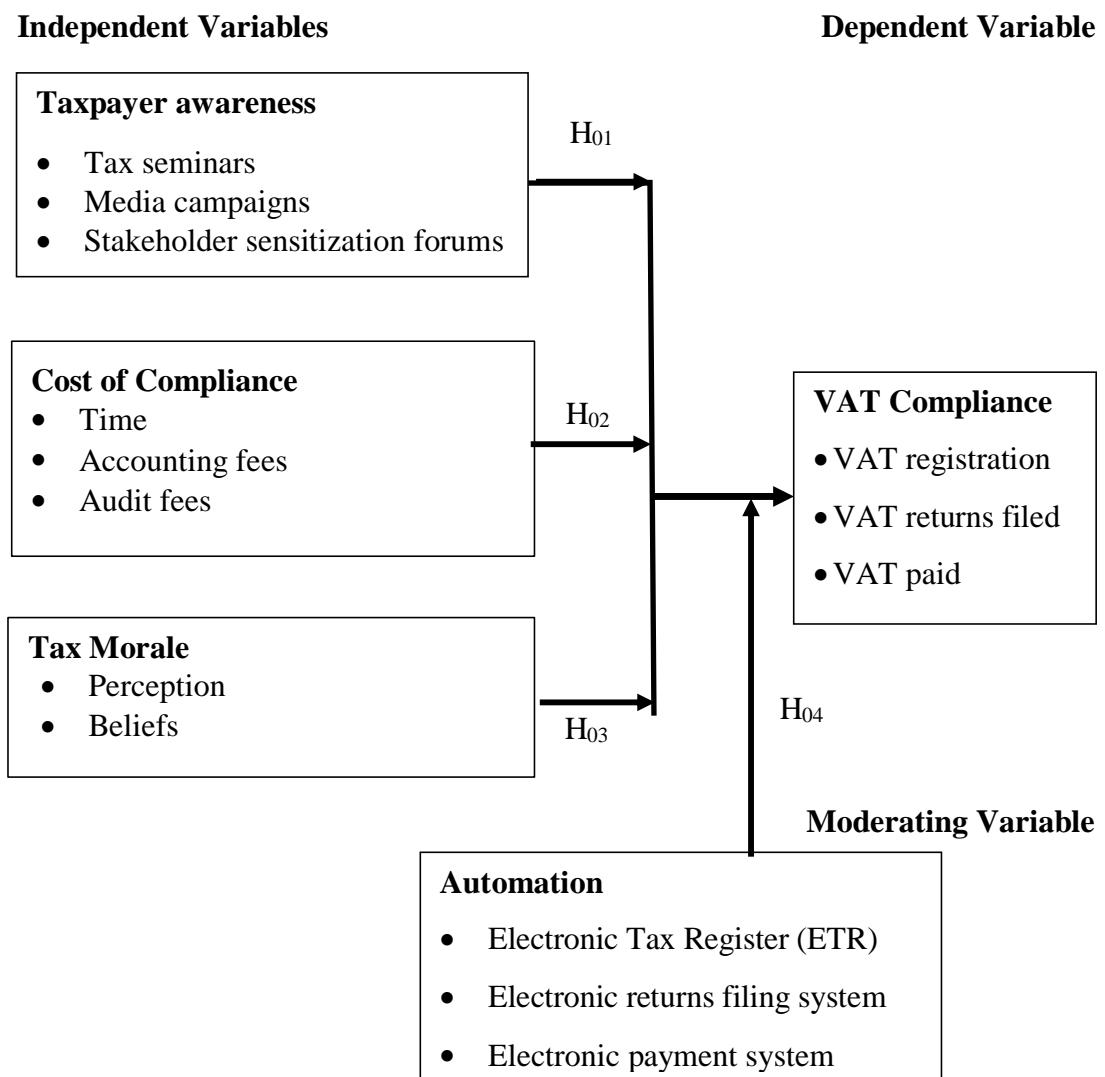 Independent Variables
Dependent Variable
Taxpayer awareness
• Tax seminars
• Media campaigns
• Stakeholder sensitization forums
H01
Cost of Compliance
• Time
• Accounting fees
• Audit fees
H02
Tax Morale
• Perception
• Beliefs
H03
VAT Compliance
• VAT registration
• VAT returns filed
• VAT paid
H04
Moderating Variable
Automation
• Electronic Tax Register (ETR)
• Electronic returns filing system
• Electronic payment system